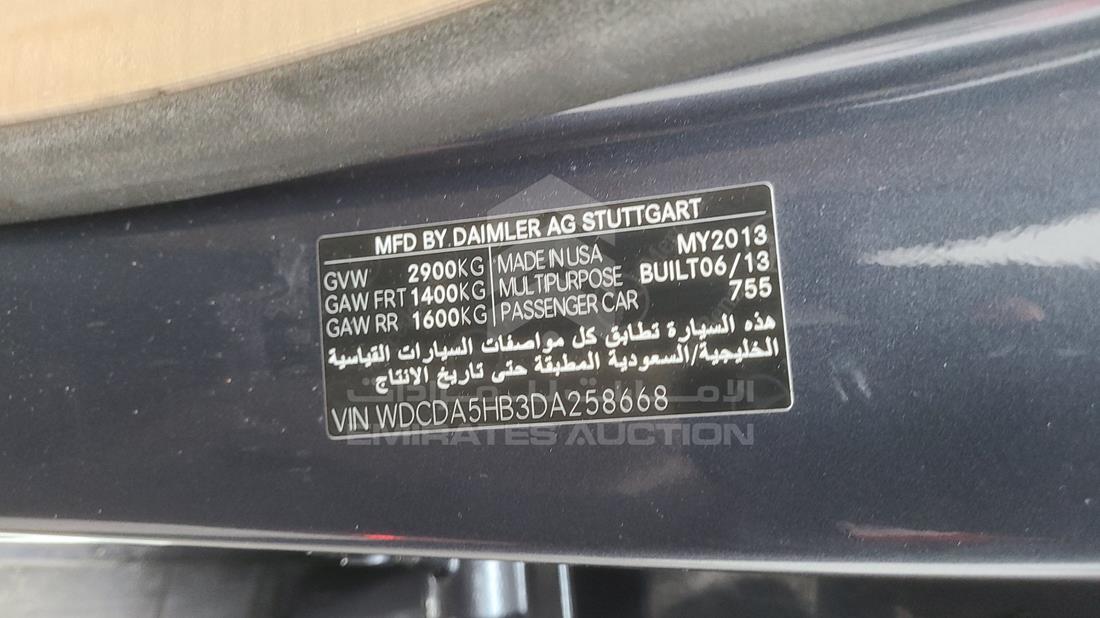 MFD BY DAIMLER AG STUTTGART
GVW 2900KG MADE IN USA MY2013
GAW FRT 1400KG MULTIPURPOSE BUILT06/13
GAW RR 1600KG PASSENGER CAR 755
هذه السيارة تطابق كل مواصفات السيارات القياسية
الخليجية/السعودية المطبقة حتى تاريخ الانتاج
VIN WDCDA5HB3DA258668
الإمارات للمزادات
EMIRATES AUCTION